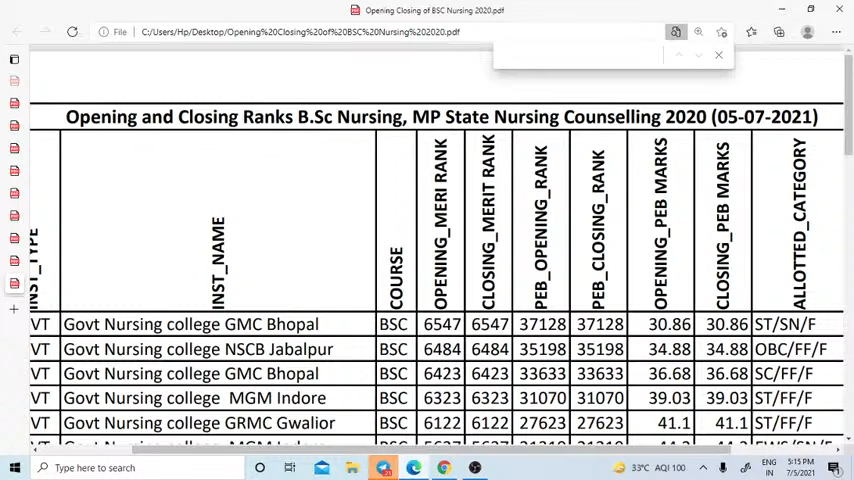 Opening Closing of BSC Nursing 2020.pdf
File C:/Users/Hp/Desktop/Opening%20Closing%20of%20BSC%20Nursing%202020.pdf
Opening and Closing Ranks B.Sc Nursing, MP State Nursing Counselling 2020 (05-07-2021)
INST_TYPE INST_NAME COURSE OPENING_MERI RANK CLOSING_MERIT RANK PEB_OPENING_RANK PEB_CLOSING_RANK OPENING_PEB MARKS CLOSING_PEB MARKS ALLOTTED_CATEGORY
VT Govt Nursing college GMC Bhopal BSC 6547 6547 37128 37128 30.86 30.86 ST/SN/F
VT Govt Nursing college NSCB Jabalpur BSC 6484 6484 35198 35198 34.88 34.88 OBC/FF/F
VT Govt Nursing college GMC Bhopal BSC 6423 6423 33633 33633 36.68 36.68 SC/FF/F
VT Govt Nursing college MGM Indore BSC 6323 6323 31070 31070 39.03 39.03 ST/FF/F
VT Govt Nursing college GRMC Gwalior BSC 6122 6122 27623 27623 41.1 41.1 ST/FF/F
Type here to search 33°C AQI 100 ENG IN 5:15 PM 7/5/2021